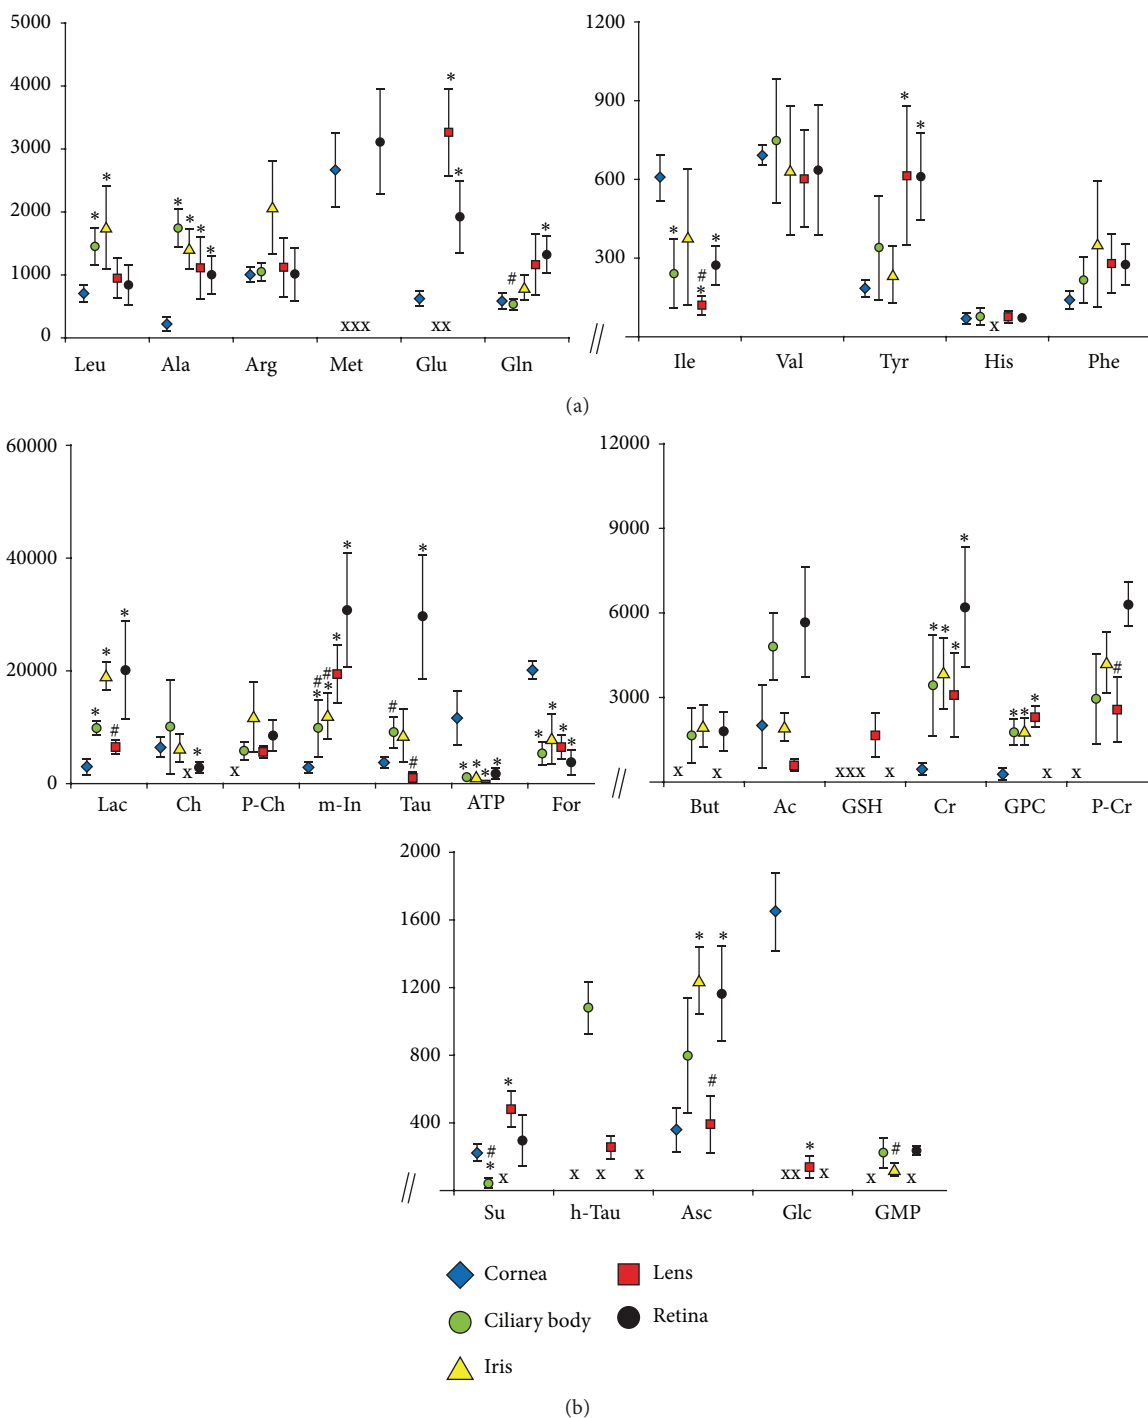 5000
4000
3000
2000
1000
0
* * * * * * * * * # *
xxx xx
Leu Ala Arg Met Glu Gln
1200
900
600
300
* # * * * *
x
Ile Val Tyr His Phe
(a)
60000
40000
20000
0
* * # * * # * # * * * * # # * * * * * * * * *
x x
Lac Ch P-Ch m-In Tau ATP For
12000
9000
6000
3000
* * * * * * * #
x x xxx x x x
But Ac GSH Cr GPC P-Cr
2000
1600
1200
800
400
# * * * # * * #
x x x x xx x x x
Su h-Tau Asc Glc GMP
Cornea Lens
Ciliary body Retina
Iris
(b)